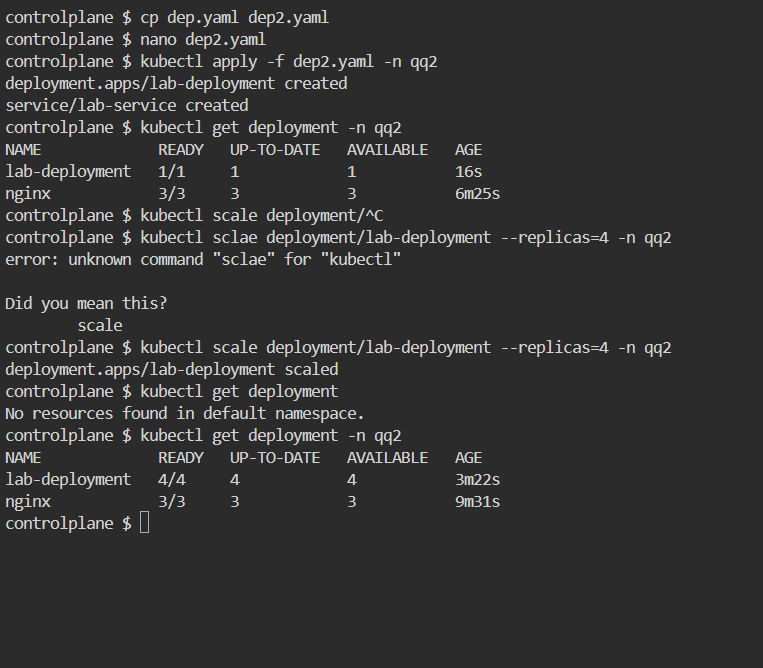 controlplane $ cp dep.yaml dep2.yaml
controlplane $ nano dep2.yaml
controlplane $ kubectl apply -f dep2.yaml -n qq2
deployment.apps/lab-deployment created
service/lab-service created
controlplane $ kubectl get deployment -n qq2
NAME             READY   UP-TO-DATE   AVAILABLE   AGE
lab-deployment   1/1     1            1           16s
nginx            3/3     3            3           6m25s
controlplane $ kubectl scale deployment/^C
controlplane $ kubectl sclae deployment/lab-deployment --replicas=4 -n qq2
error: unknown command "sclae" for "kubectl"

Did you mean this?
        scale
controlplane $ kubectl scale deployment/lab-deployment --replicas=4 -n qq2
deployment.apps/lab-deployment scaled
controlplane $ kubectl get deployment
No resources found in default namespace.
controlplane $ kubectl get deployment -n qq2
NAME             READY   UP-TO-DATE   AVAILABLE   AGE
lab-deployment   4/4     4            4           3m22s
nginx            3/3     3            3           9m31s
controlplane $